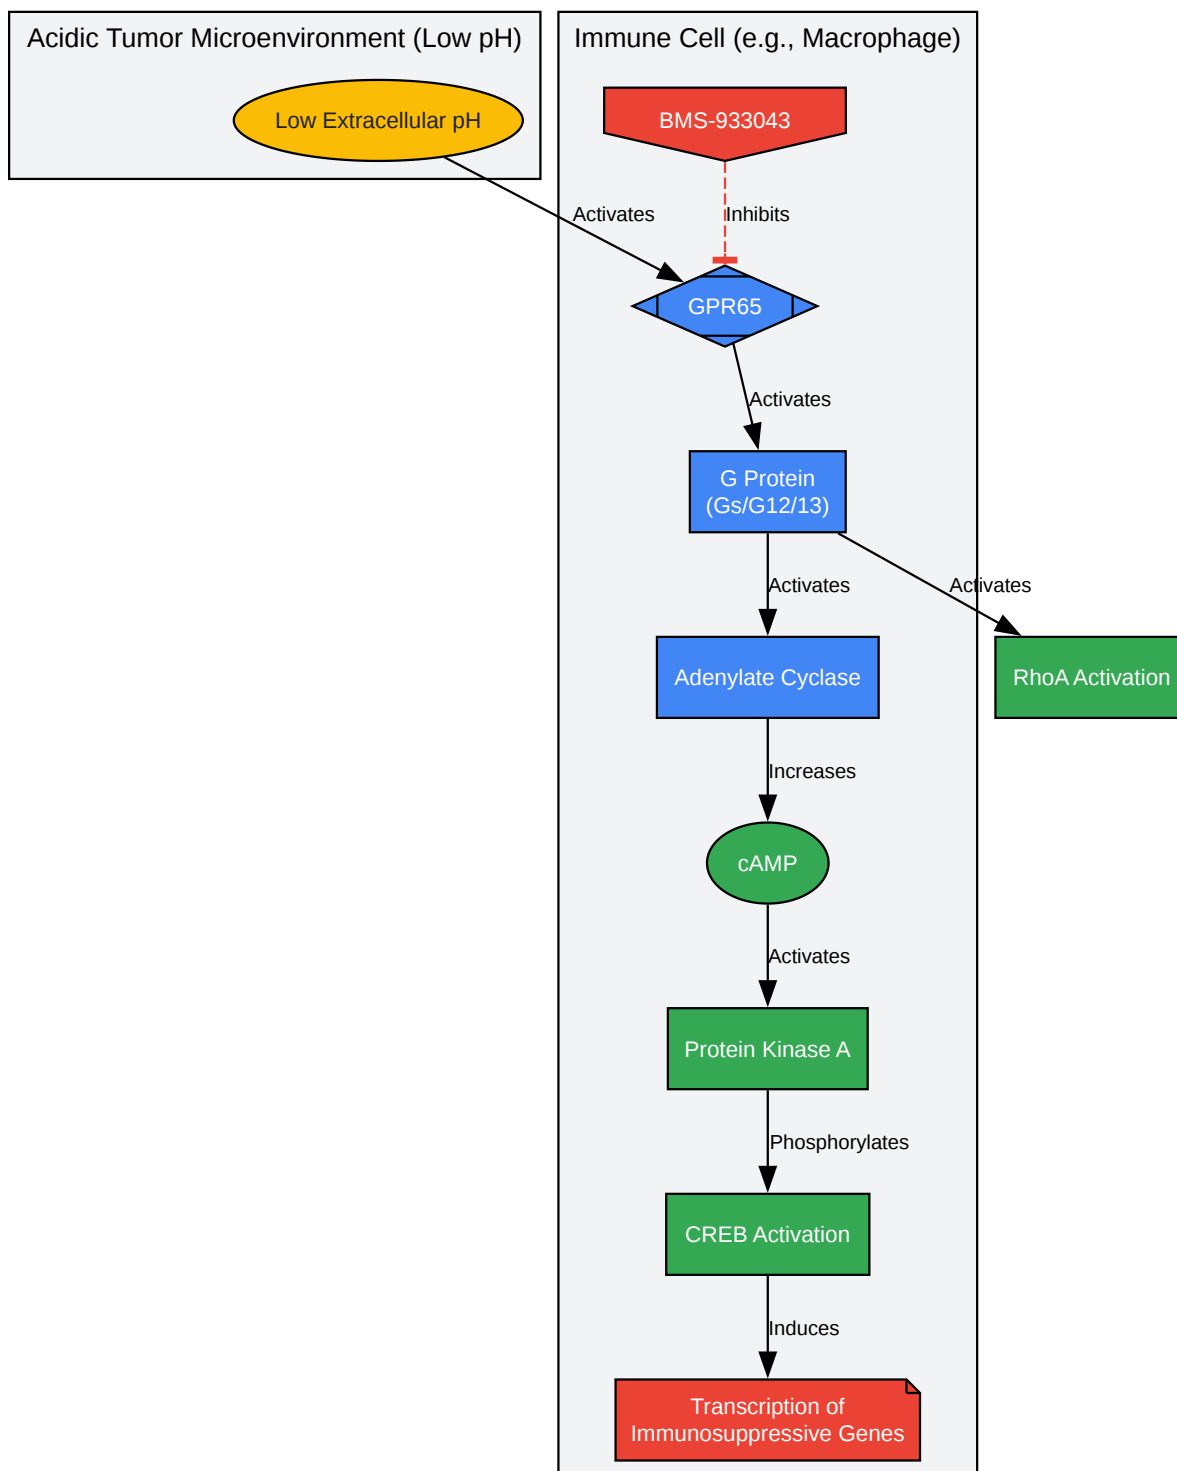 Acidic Tumor Microenvironment (Low pH)
Immune Cell (e.g., Macrophage)
Low Extracellular pH
BMS-933043
Activates
Inhibits
GPR65
Activates
G Protein
(Gs/G12/13)
Activates
Activates
Adenylate Cyclase
RhoA Activation
Increases
cAMP
Activates
Protein Kinase A
Phosphorylates
CREB Activation
Induces
Transcription of
Immunosuppressive Genes